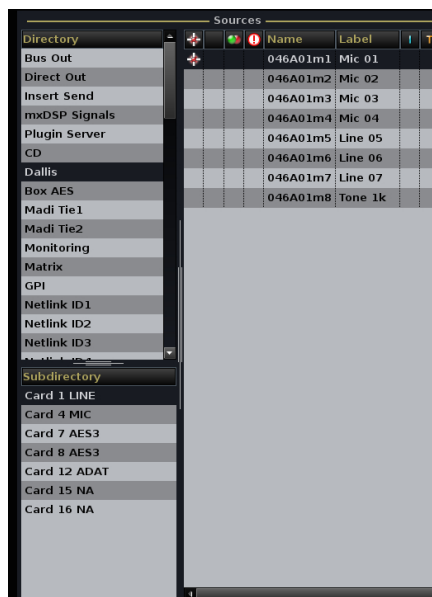 Sources
Directory
Name Label ! T
Bus Out
Direct Out
Insert Send
mxDSP Signals
Plugin Server
CD
Dallis
Box AES
Madi Tie1
Madi Tie2
Monitoring
Matrix
GPI
Netlink ID1
Netlink ID2
Netlink ID3
046A01m1 Mic 01
046A01m2 Mic 02
046A01m3 Mic 03
046A01m4 Mic 04
046A01m5 Line 05
046A01m6 Line 06
046A01m7 Line 07
046A01m8 Tone 1k
Subdirectory
Card 1 LINE
Card 4 MIC
Card 7 AES3
Card 8 AES3
Card 12 ADAT
Card 15 NA
Card 16 NA